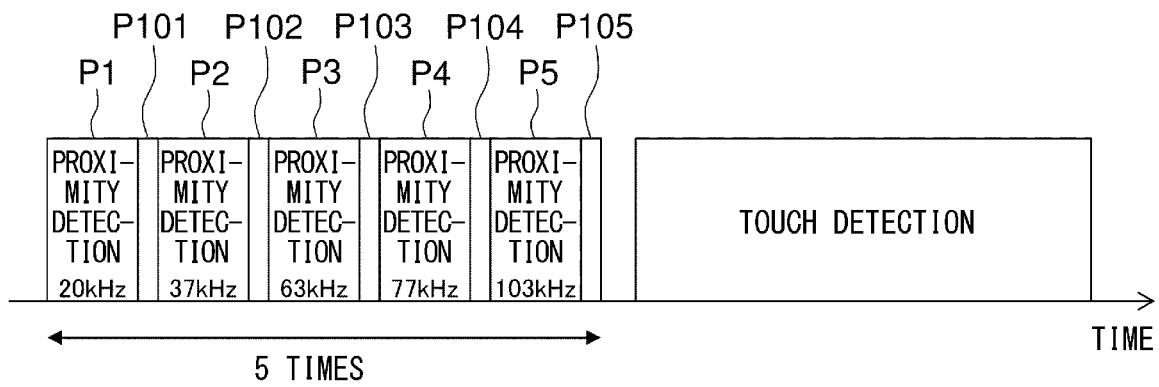 P101 P102 P103 P104 P105
P1 P2 P3 P4 P5
PROXI- PROXI- PROXI- PROXI- PROXI-
MITY MITY MITY MITY MITY
DETEC- DETEC- DETEC- DETEC- DETEC-
TION TION TION TION TION
20kHz 37kHz 63kHz 77kHz 103kHz
TOUCH DETECTION
TIME
5 TIMES